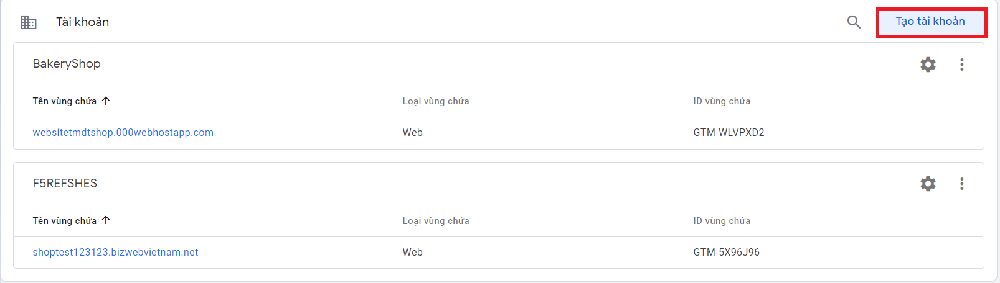 Tài khoản
Tạo tài khoản
BakeryShop
Tên vùng chứa Loại vùng chứa ID vùng chứa
websitetmdtshop.000webhostapp.com Web GTM-WLVPXD2
F5REFSHES
Tên vùng chứa Loại vùng chứa ID vùng chứa
shoptest123123.bizwebvietnam.net Web GTM-5X96J96